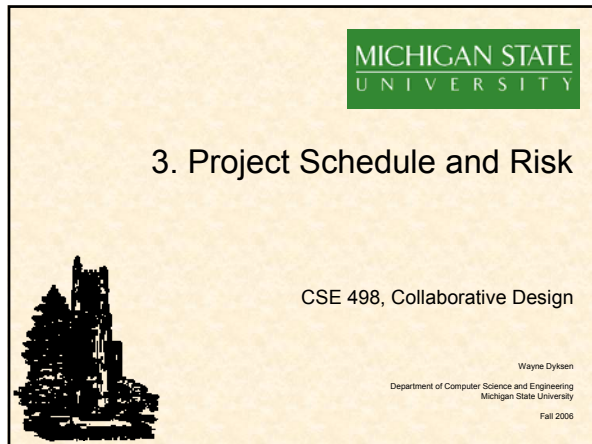 MICHIGAN STATE
UNIVERSITY
3. Project Schedule and Risk
CSE 498, Collaborative Design
Wayne Dyksen
Department of Computer Science and Engineering
Michigan State University
Fall 2006